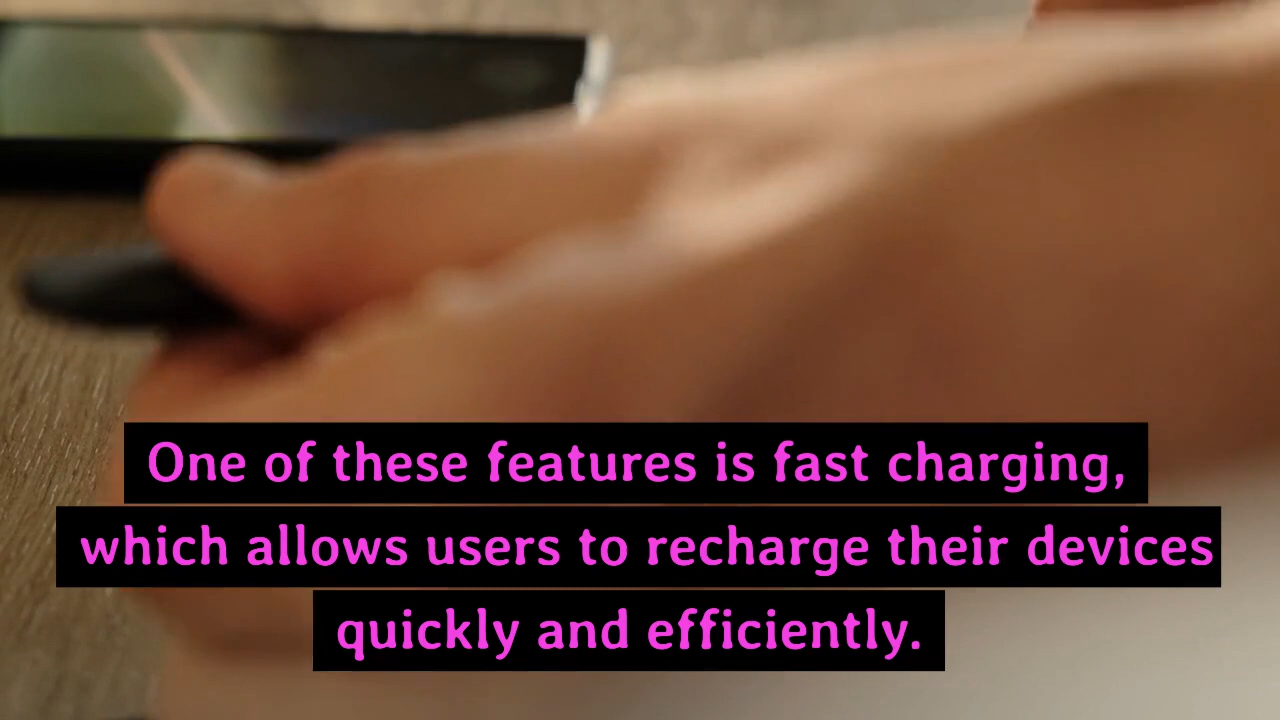 One of these features is fast charging,
which allows users to recharge their devices
quickly and efficiently.